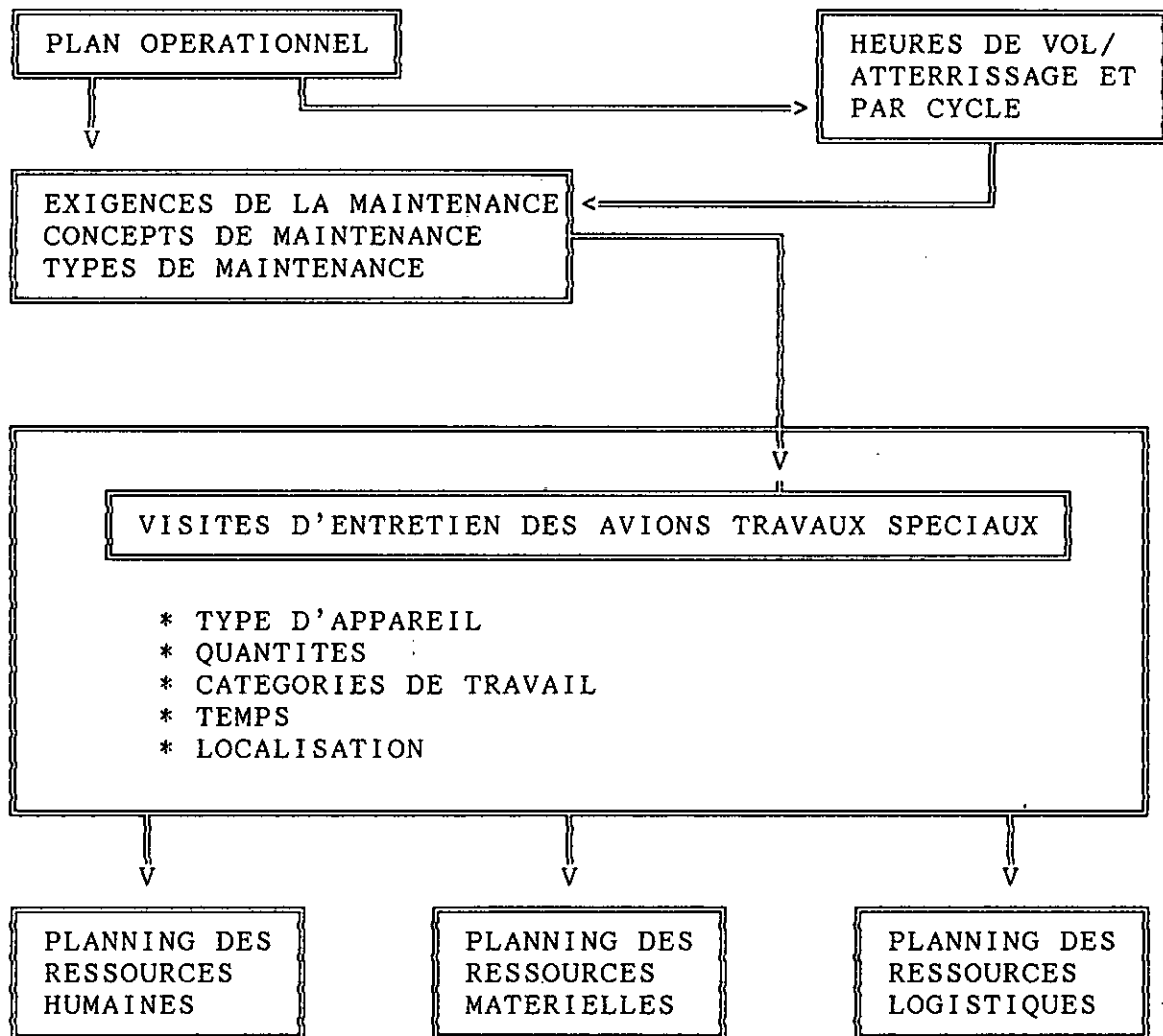 PLAN OPERATIONNEL
HEURES DE VOL/
ATTERRISSAGE ET
PAR CYCLE
EXIGENCES DE LA MAINTENANCE
CONCEPTS DE MAINTENANCE
TYPES DE MAINTENANCE
VISITES D'ENTRETIEN DES AVIONS TRAVAUX SPECIAUX
* TYPE D'APPAREIL
* QUANTITES
* CATEGORIES DE TRAVAIL
* TEMPS
* LOCALISATION
PLANNING DES
RESSOURCES
HUMAINES
PLANNING DES
RESSOURCES
MATERIELLES
PLANNING DES
RESSOURCES
LOGISTIQUES